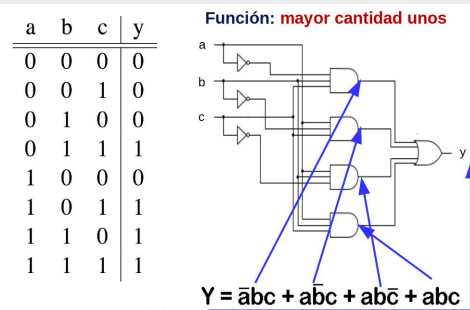 Función: mayor cantidad unos
a b c y
0 0 0 0
0 0 1 0
0 1 0 0
0 1 1 1
1 0 0 0
1 0 1 1
1 1 0 1
1 1 1 1
a
b
c
y
Y = a̅bc + ab̅c + abc̅ + abc